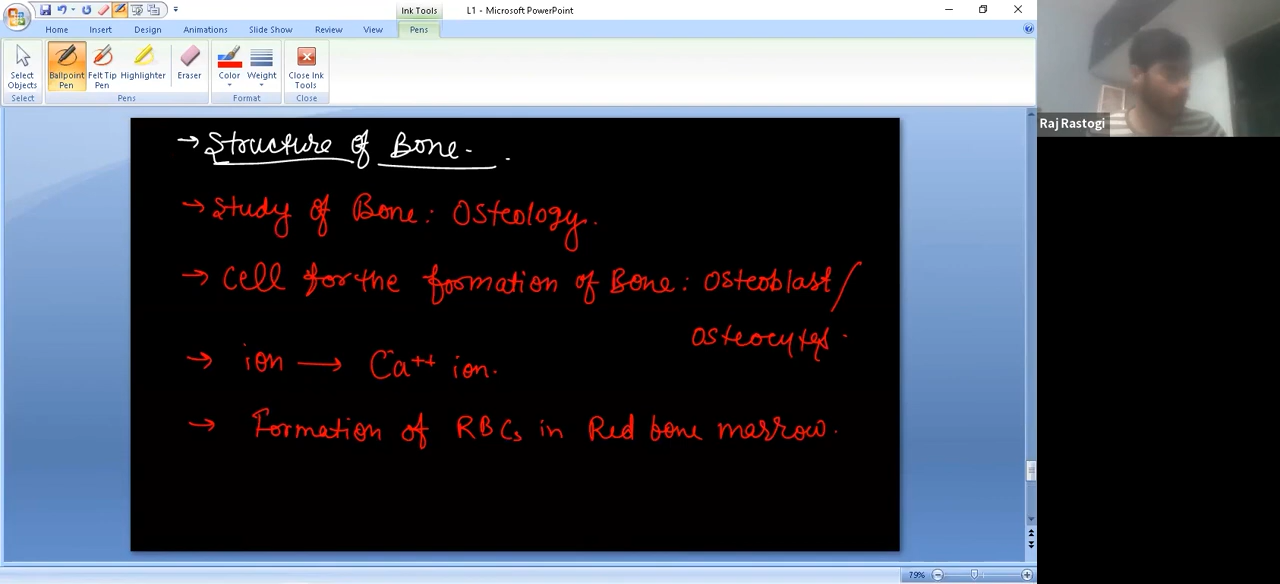 Ink Tools
L1 - Microsoft PowerPoint
Home Insert Design Animations Slide Show Review View Pens
Select Objects
Ballpoint Pen
Felt Tip Pen
Highlighter
Eraser
Color
Weight
Close Ink Tools
Select Pens Format Close
Raj Rastogi
→ Structure of Bone.
→ Study of Bone: Osteology.
→ Cell for the formation of Bone: Osteoblast/
Osteocytes.
→ ion → Ca++ ion.
→ Formation of RBCs in Red bone marrow.
79%